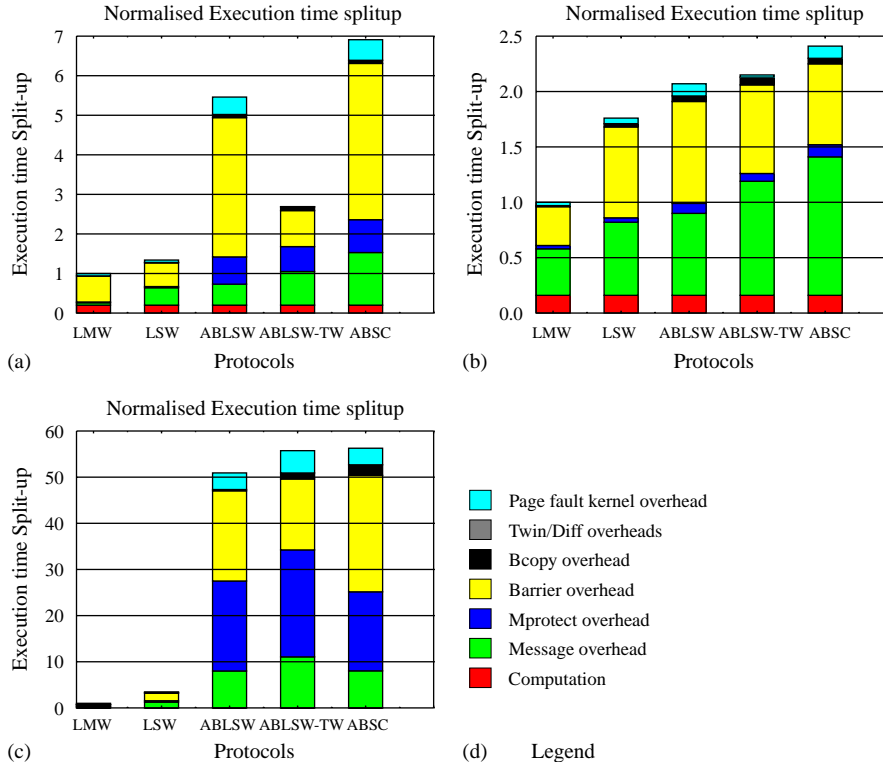 Normalised Execution time splitup
7
6
5
4
3
2
1
0
Execution time Split-up
LMW
LSW
ABLSW
ABLSW-TW
ABSC
(a)
Protocols
Normalised Execution time splitup
2.5
2.0
1.5
1.0
0.5
0.0
Execution time Split-up
LMW
LSW
ABLSW
ABLSW-TW
ABSC
(b)
Protocols
Normalised Execution time splitup
60
50
40
30
20
10
0
Execution time Split-up
LMW
LSW
ABLSW
ABLSW-TW
ABSC
(c)
Protocols
Page fault kernel overhead
Twin/Diff overheads
Bcopy overhead
Barrier overhead
Mprotect overhead
Message overhead
Computation
(d)
Legend